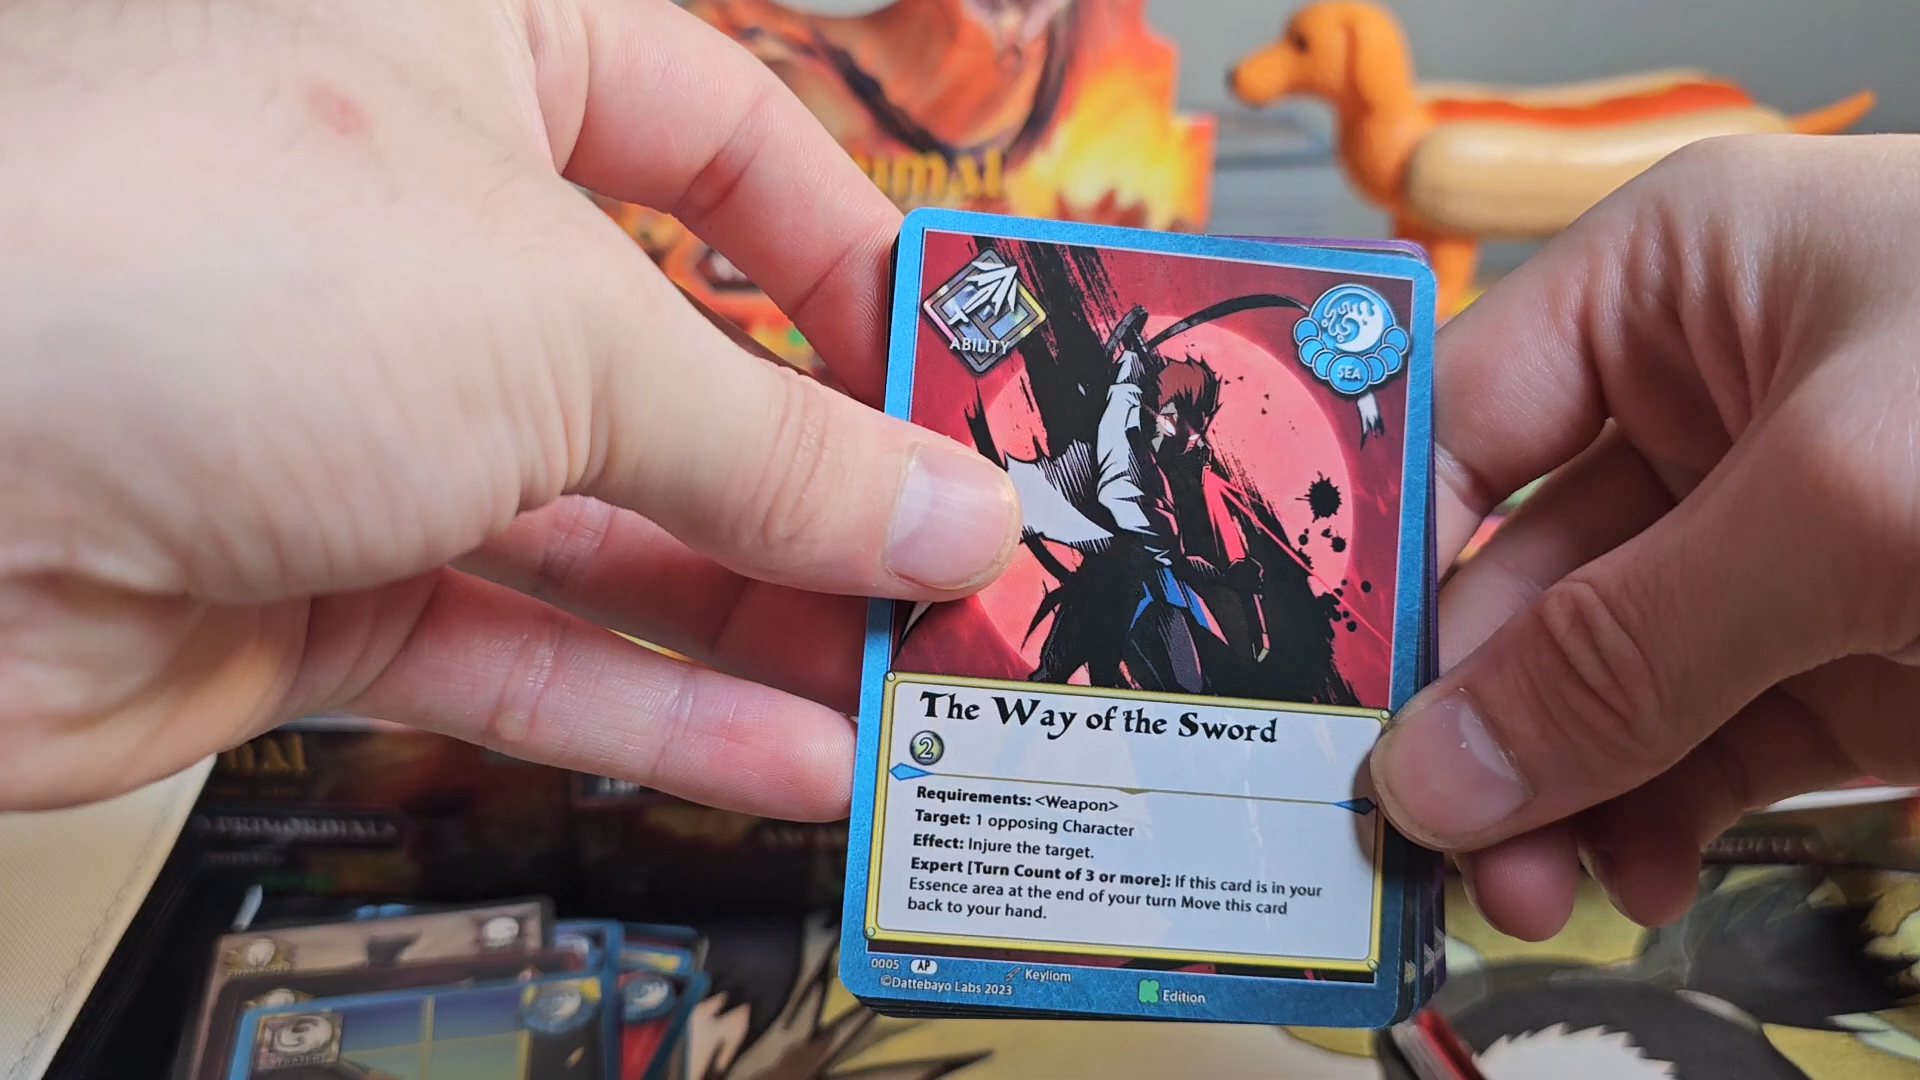 ABILITY
SEA
The Way of the Sword
2
Requirements: <Weapon>
Target: 1 opposing Character
Effect: Injure the target.
Expert [Turn Count of 3 or more]: If this card is in your
Essence area at the end of your turn Move this card
back to your hand.
0005 AP Keyliom
©Dattebayo Labs 2023
K Edition